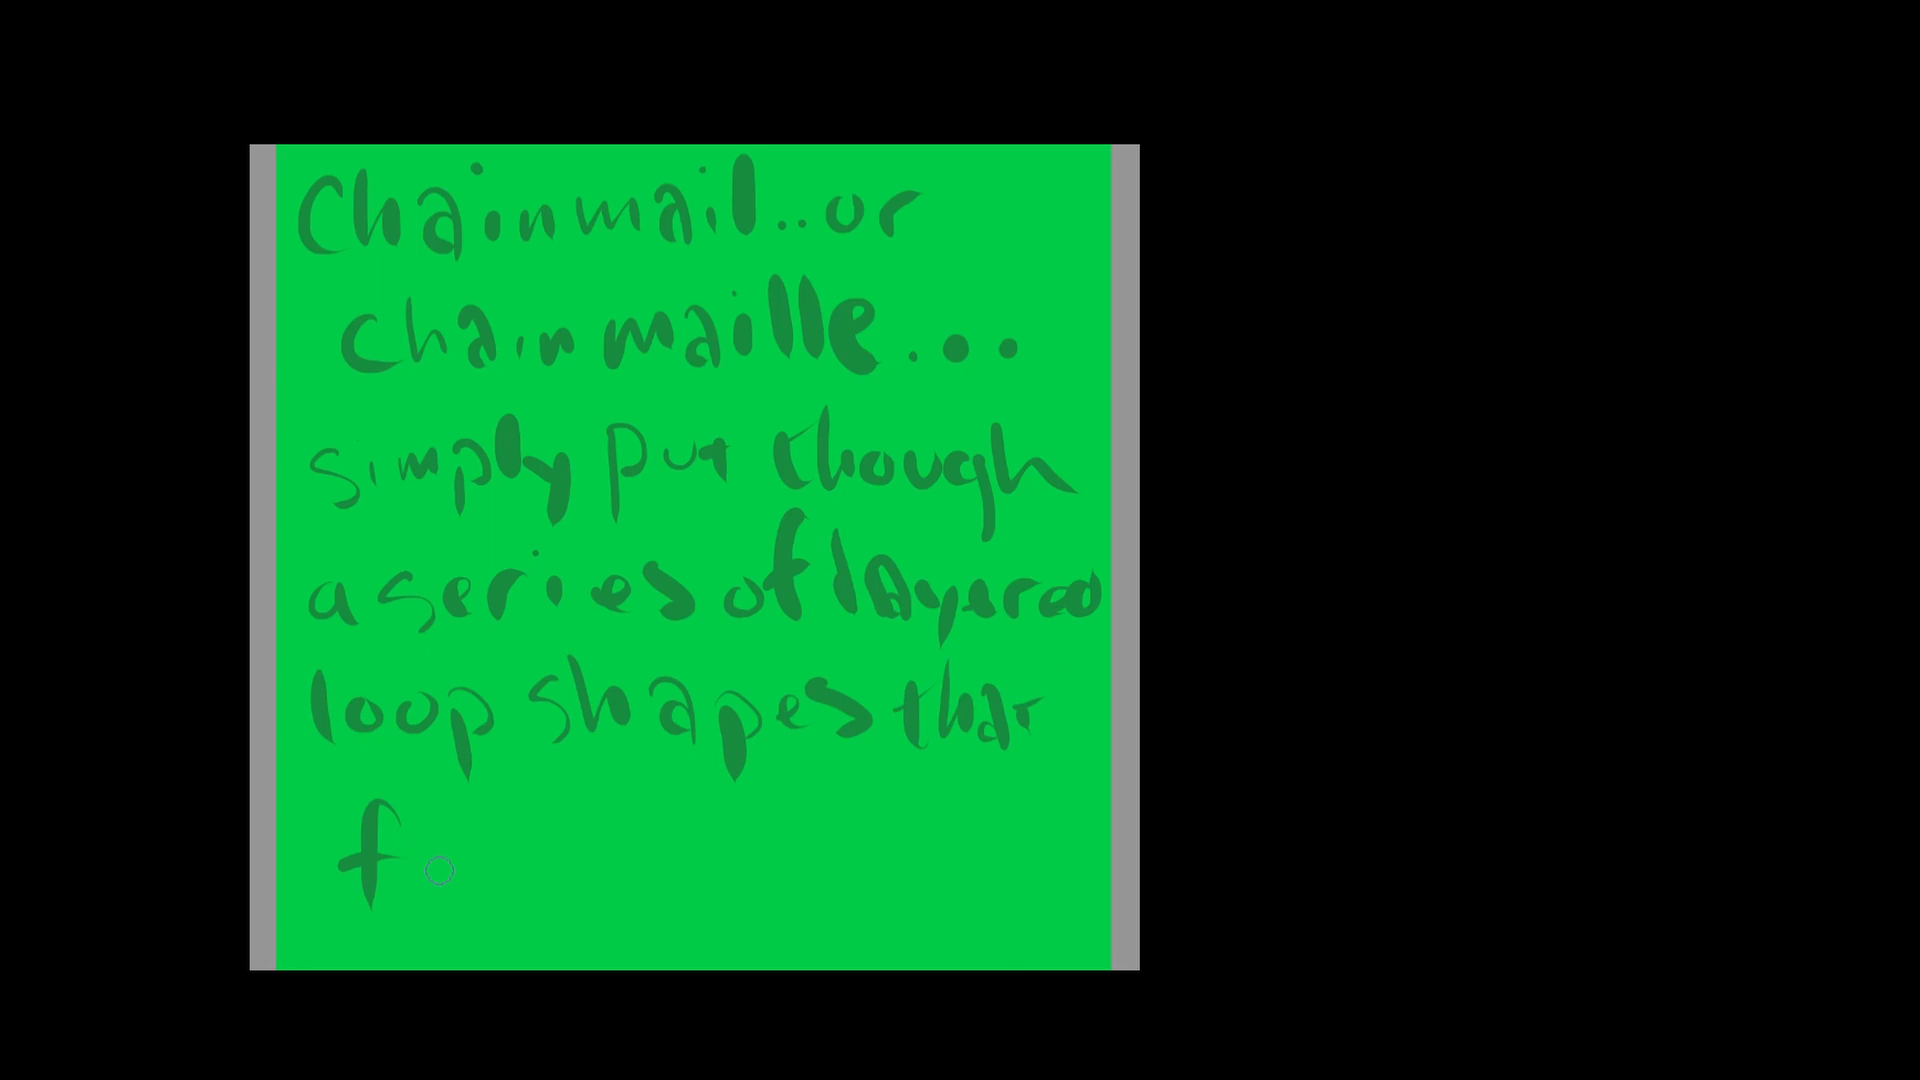 Chainmail..or
chainmaille...
simply put though
a series of layered
loop shapes that
f